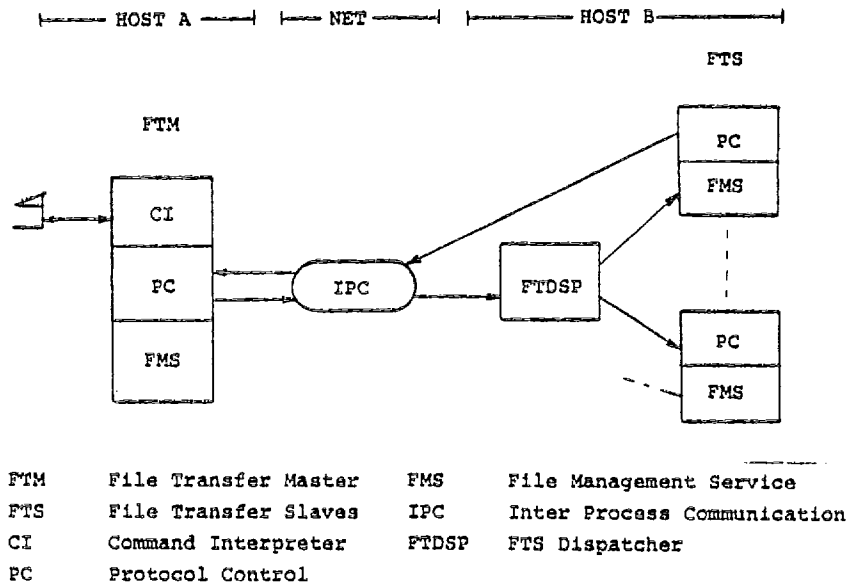 HOST A NET HOST B
FTS
FTM
PC
CI
FMS
PC
IPC
FTDSP
PC
FMS
FMS
FTM File Transfer Master FMS File Management Service
FTS File Transfer Slaves IPC Inter Process Communication
CI Command Interpreter FTDSP FTS Dispatcher
PC Protocol Control